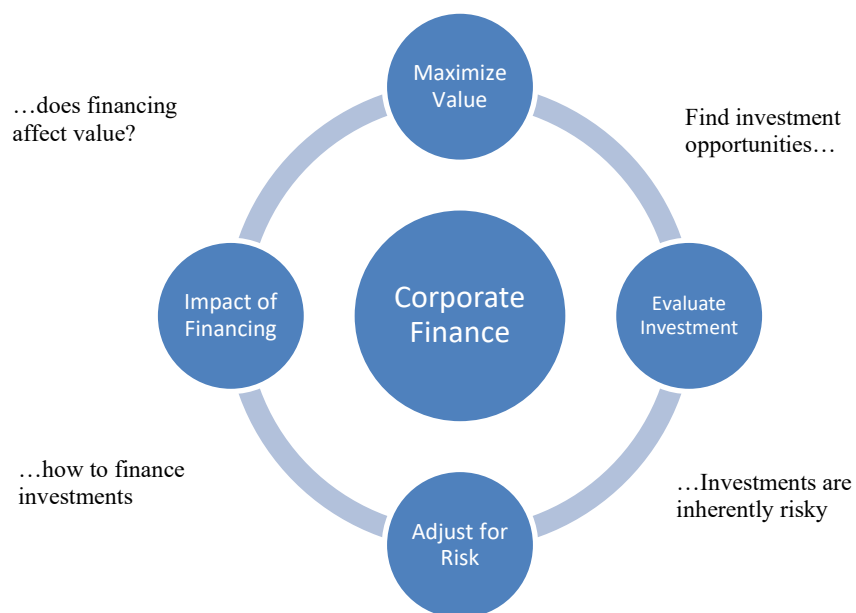 Maximize
Value
…does financing
affect value?
Find investment
opportunities…
Impact of
Financing
Corporate
Finance
Evaluate
Investment
…how to finance
investments
…Investments are
inherently risky
Adjust for
Risk